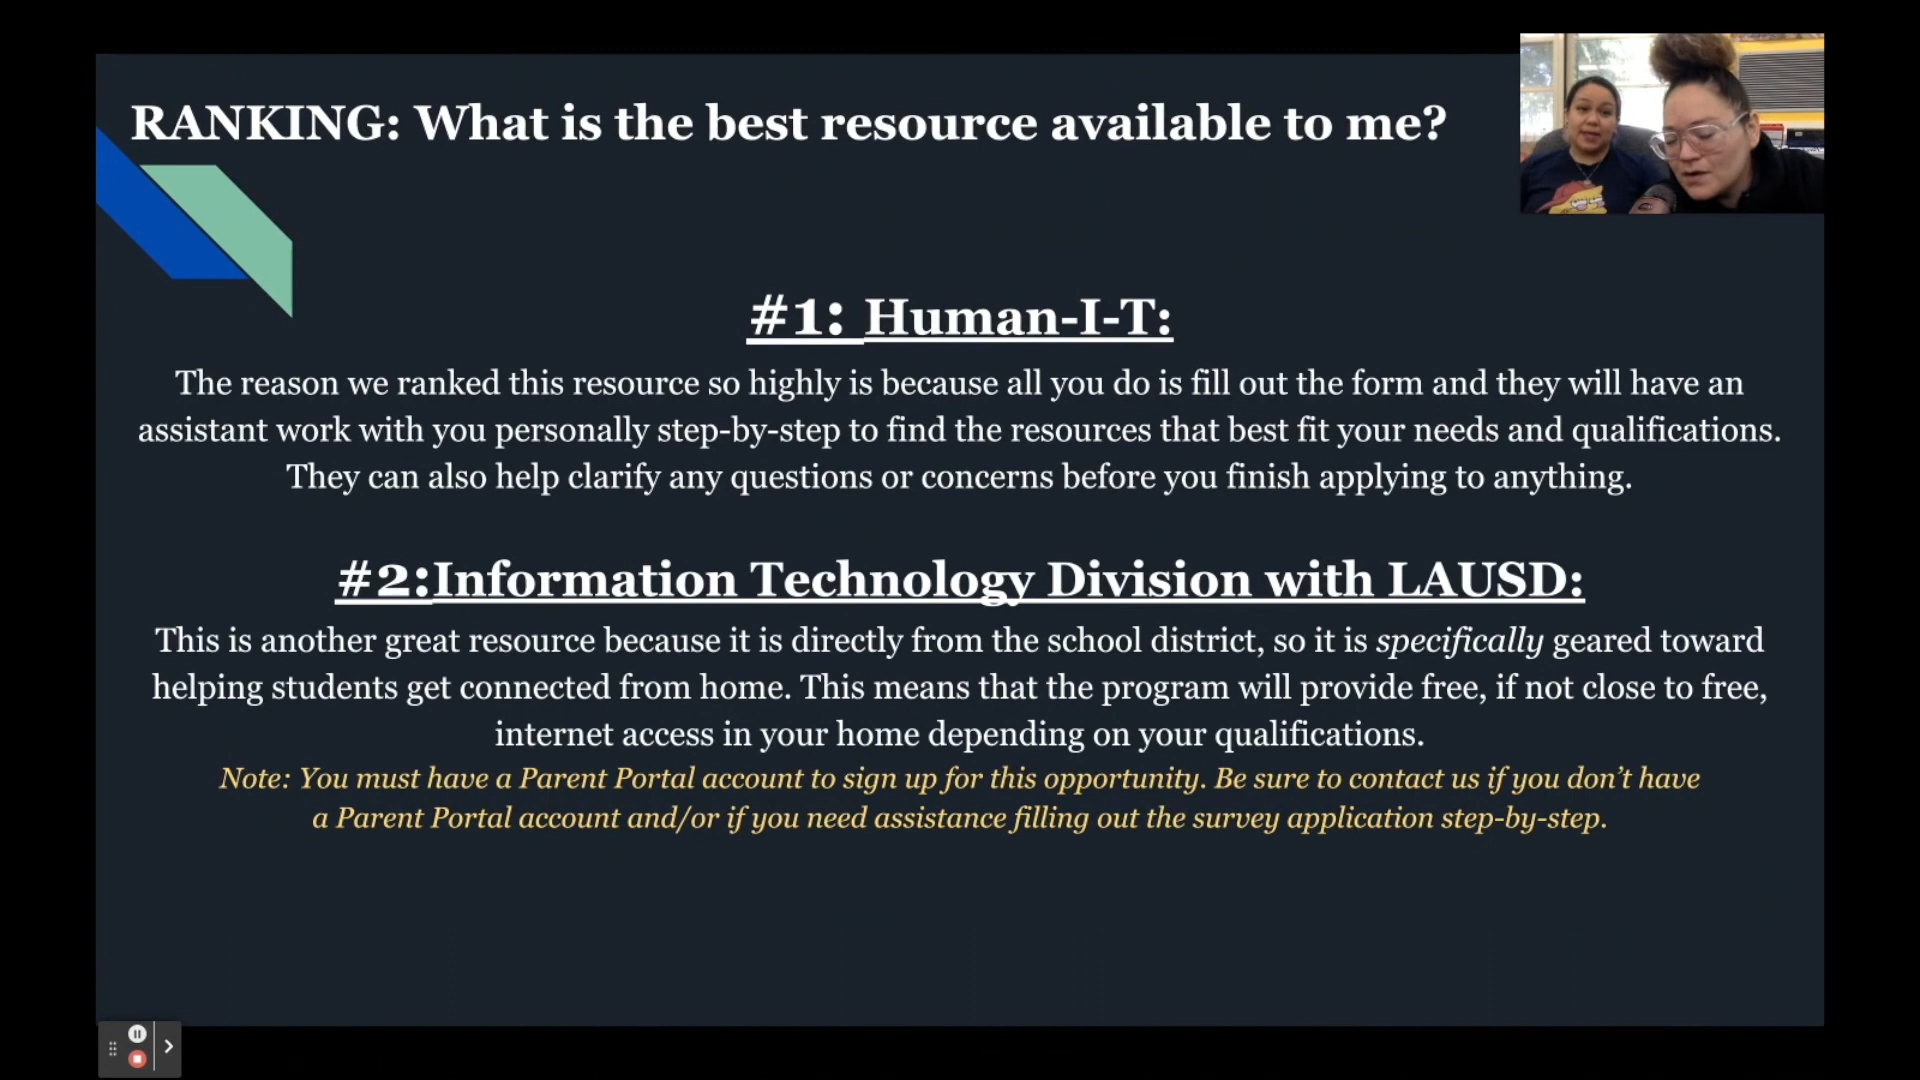 RANKING: What is the best resource available to me?
#1: Human-I-T:
The reason we ranked this resource so highly is because all you do is fill out the form and they will have an
assistant work with you personally step-by-step to find the resources that best fit your needs and qualifications.
They can also help clarify any questions or concerns before you finish applying to anything.
#2:Information Technology Division with LAUSD:
This is another great resource because it is directly from the school district, so it is specifically geared toward
helping students get connected from home. This means that the program will provide free, if not close to free,
internet access in your home depending on your qualifications.
Note: You must have a Parent Portal account to sign up for this opportunity. Be sure to contact us if you don’t have
a Parent Portal account and/or if you need assistance filling out the survey application step-by-step.